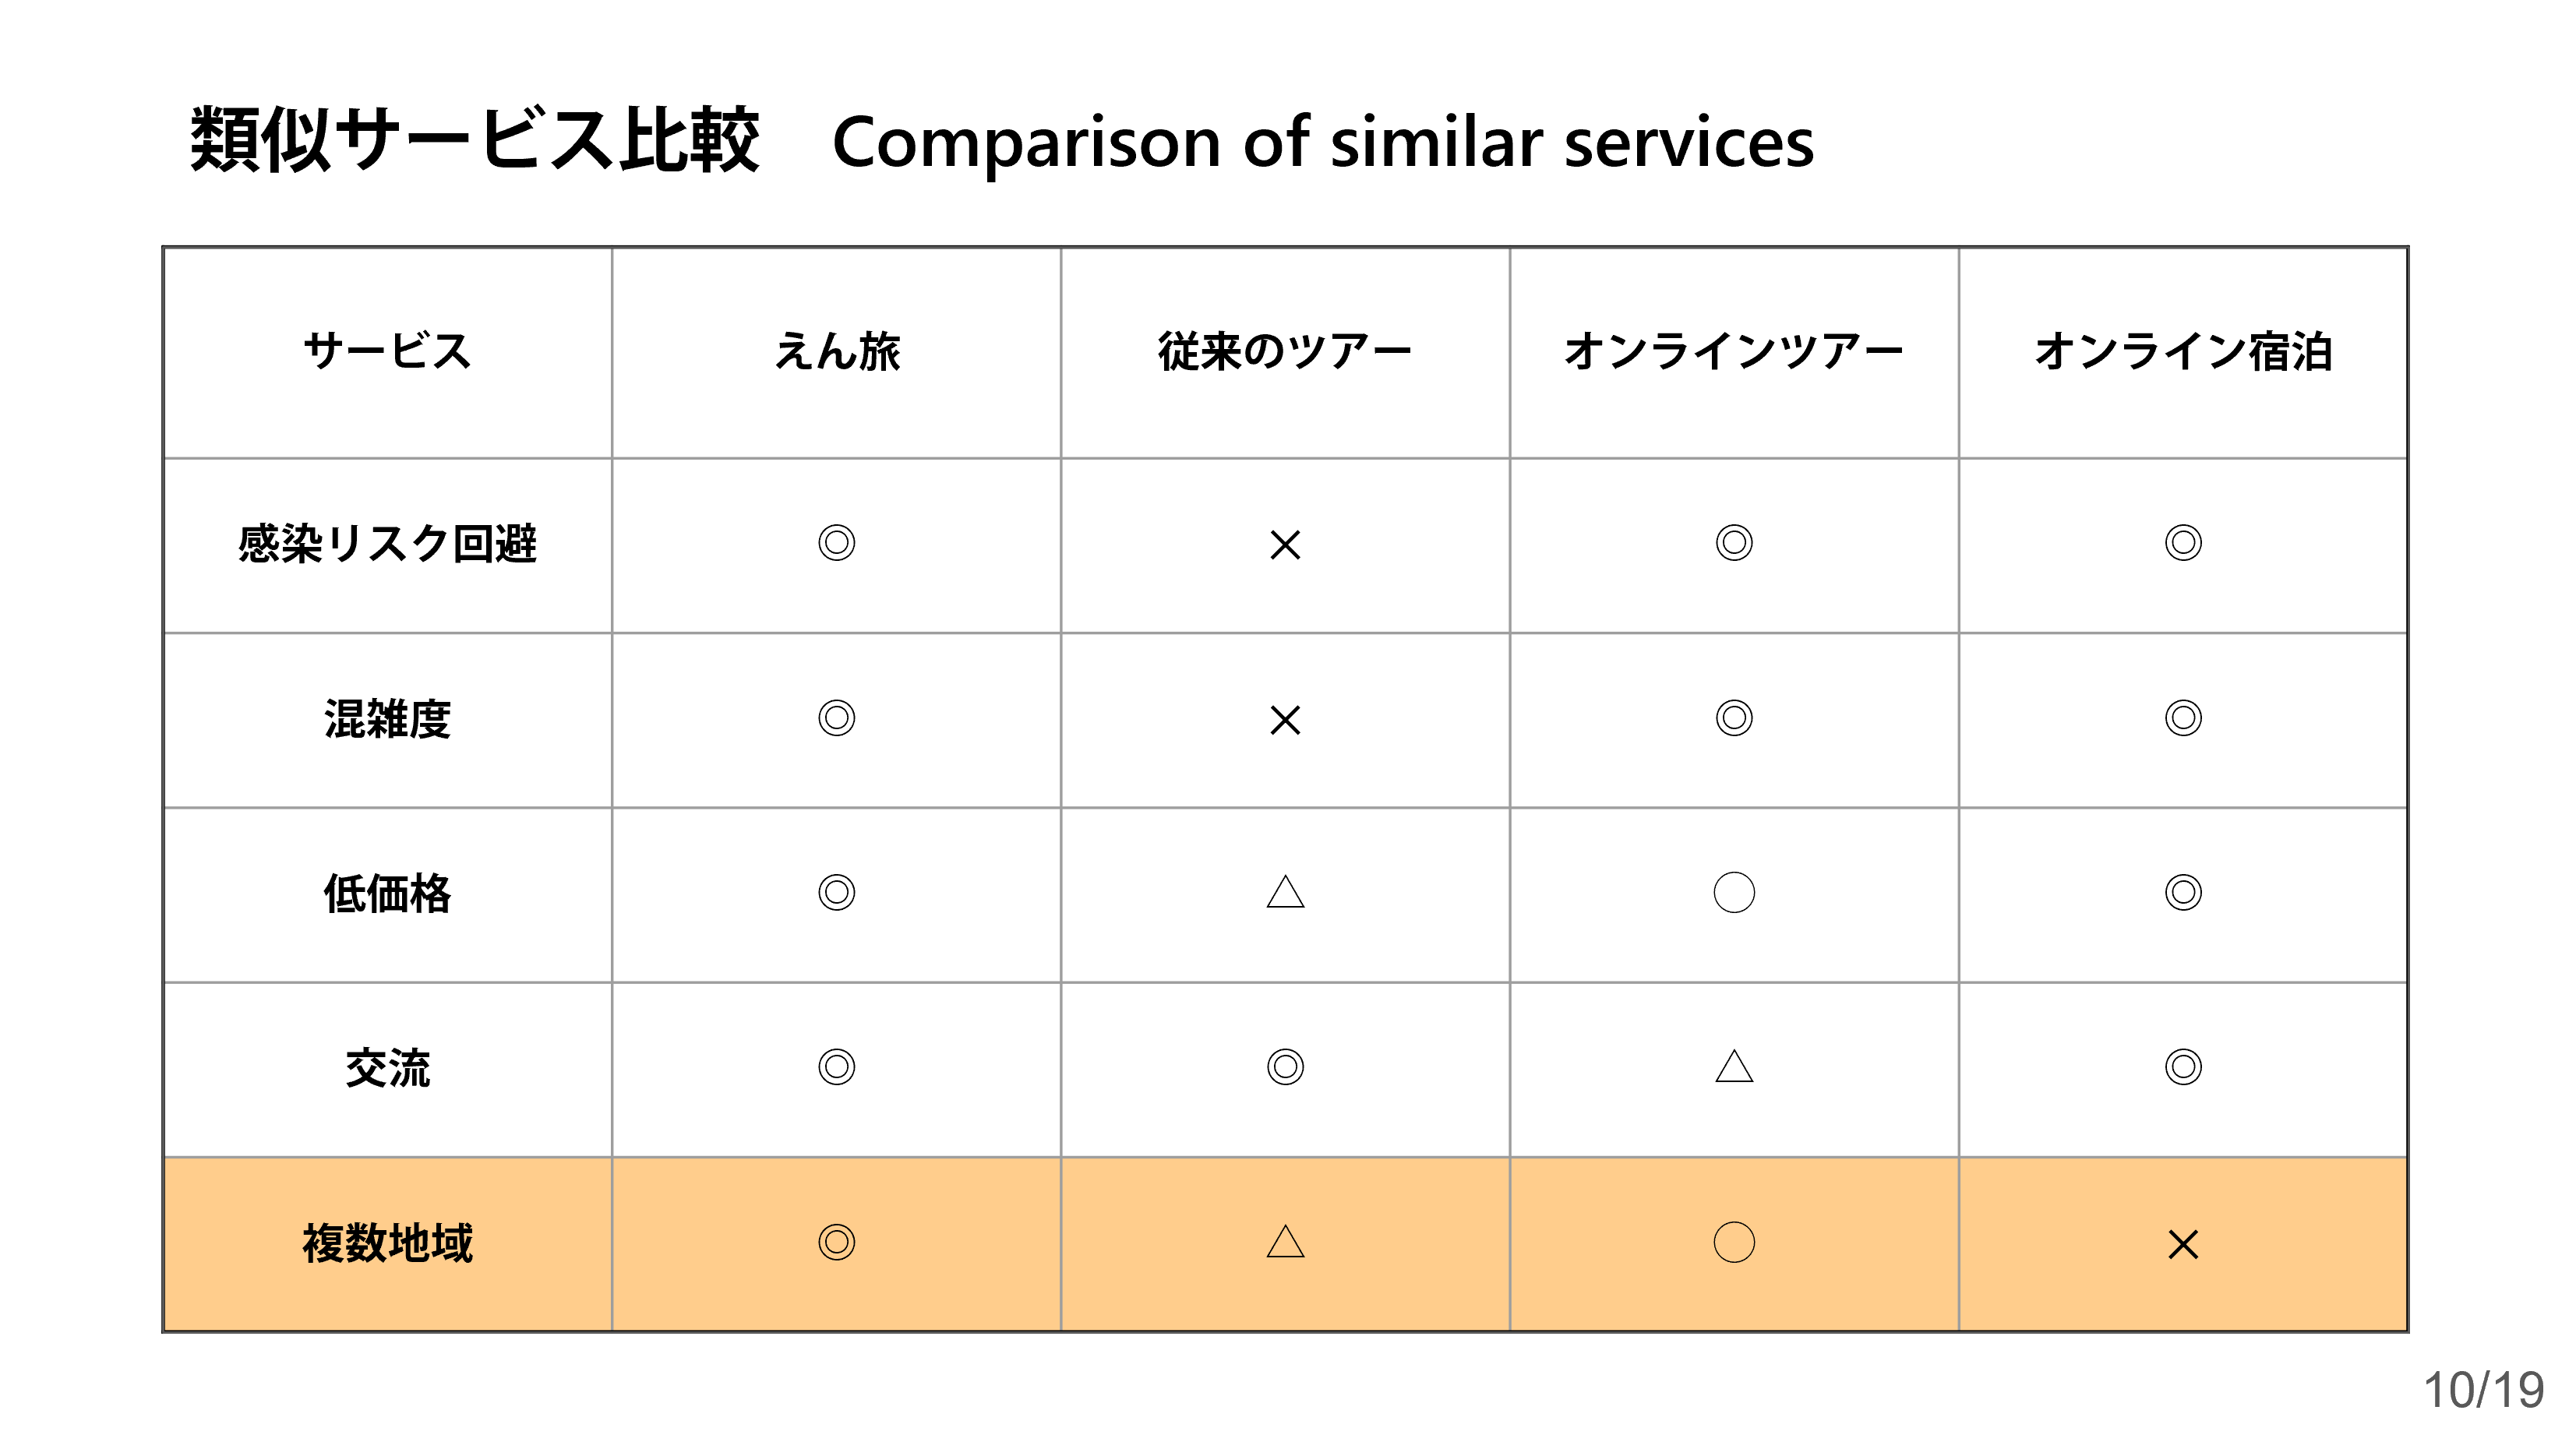 類似サービス比較　Comparison of similar services
サービス えん旅 従来のツアー オンラインツアー オンライン宿泊
感染リスク回避 ◎ × ◎ ◎
混雑度 ◎ × ◎ ◎
低価格 ◎ △ ○ ◎
交流 ◎ ◎ △ ◎
複数地域 ◎ △ ○ ×
10/19